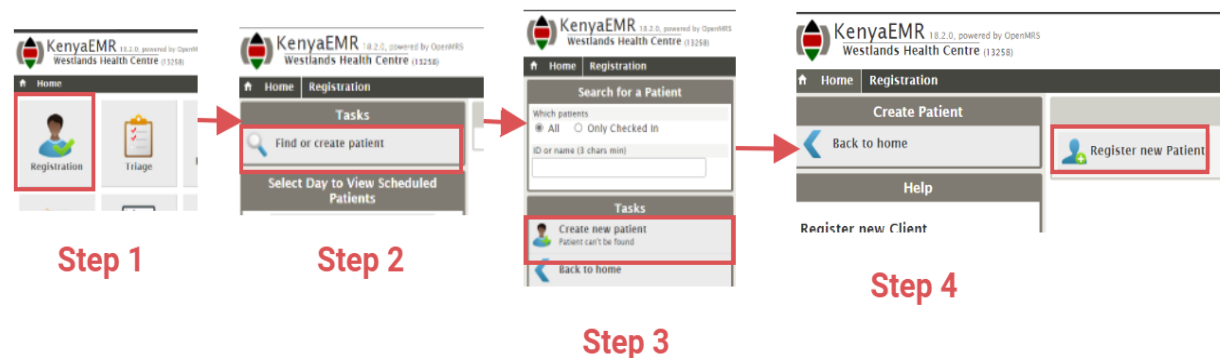 KenyaEMR 18.2.0, powered by OpenM
Westlands Health Centre (13258)
Home
Registration
Triage
Step 1
KenyaEMR 18.2.0, powered by OpenMRS
Westlands Health Centre (13258)
Home Registration
Tasks
Find or create patient
Select Day to View Scheduled
Patients
Step 2
KenyaEMR 18.2.0, powered by OpenMRS
Westlands Health Centre (13258)
Home Registration
Search for a Patient
Which patients
All Only Checked In
ID or name (3 chars min)
Tasks
Create new patient
Patient can't be found
Back to home
Step 3
KenyaEMR 18.2.0, powered by OpenMRS
Westlands Health Centre (13258)
Home Registration
Create Patient
Back to home
Register new Patient
Help
Register new Client
Step 4